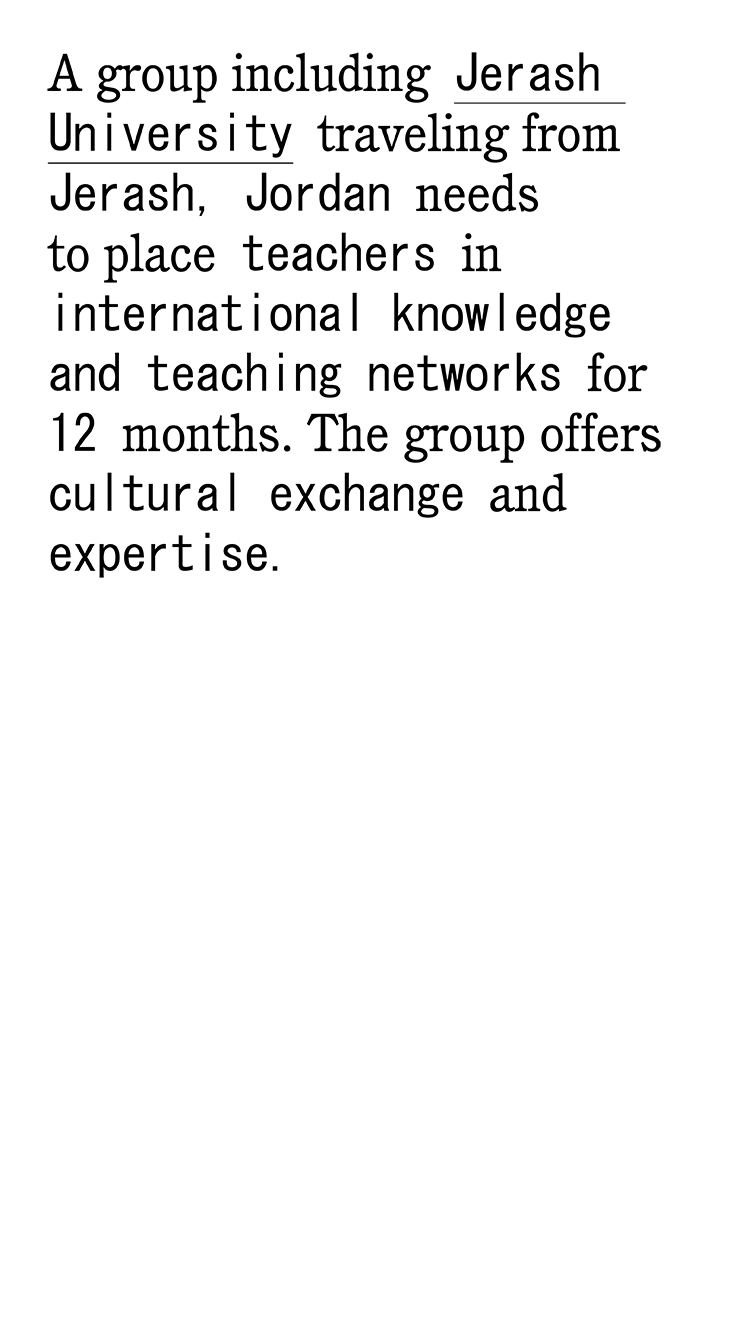 A group including Jerash
University traveling from
Jerash, Jordan needs
to place teachers in
international knowledge
and teaching networks for
12 months. The group offers
cultural exchange and
expertise.